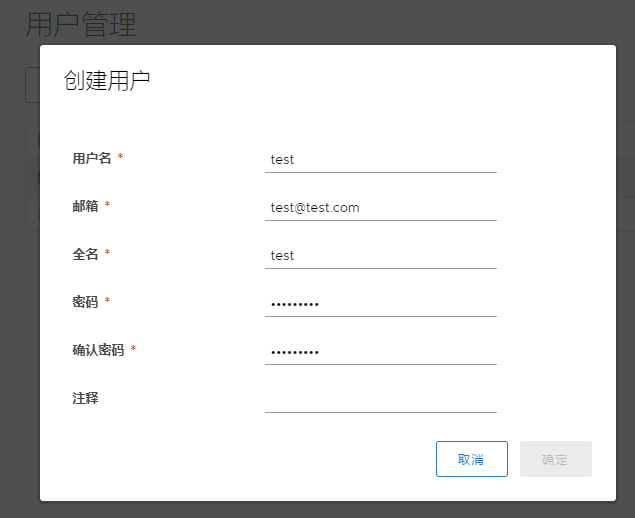 用户管理
创建用户
用户名 * test
邮箱 * test@test.com
全名 * test
密码 * •••••••••
确认密码 * •••••••••
注释
取消 确定